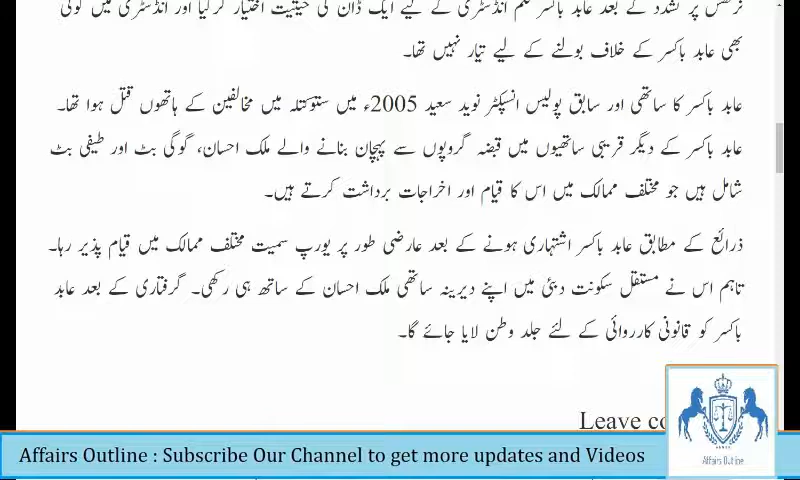 نرگس پر تشدد کے بعد عابد باکسر فلم انڈسٹری کے لیے ایک ڈان کی حیثیت اختیار کرگیا اور انڈسٹری میں کوئی
بھی عابد باکسر کے خلاف بولنے کے لیے تیار نہیں تھا۔
عابد باکسر کا ساتھی اور سابق پولیس انسپکٹر نوید سعید 2005ء میں ستوکتلہ میں مخالفین کے ہاتھوں قتل ہوا تھا۔
عابد باکسر کے دیگر قریبی ساتھیوں میں قبضہ گروپوں سے پہچان بنانے والے ملک احسان، گوگی بٹ اور طیفی بٹ
شامل ہیں جو مختلف ممالک میں اس کا قیام اور اخراجات برداشت کرتے ہیں۔
ذرائع کے مطابق عابد باکسر اشتہاری ہونے کے بعد عارضی طور پر یورپ سمیت مختلف ممالک میں قیام پذیر رہا۔
تاہم اس نے مستقل سکونت دبئی میں اپنے دیرینہ ساتھی ملک احسان کے ساتھ ہی رکھی۔ گرفتاری کے بعد عابد
باکسر کو قانونی کارروائی کے لئے جلد وطن لایا جائے گا۔
Leave
Affairs Outline : Subscribe Our Channel to get more updates and Videos
Affairs Outline